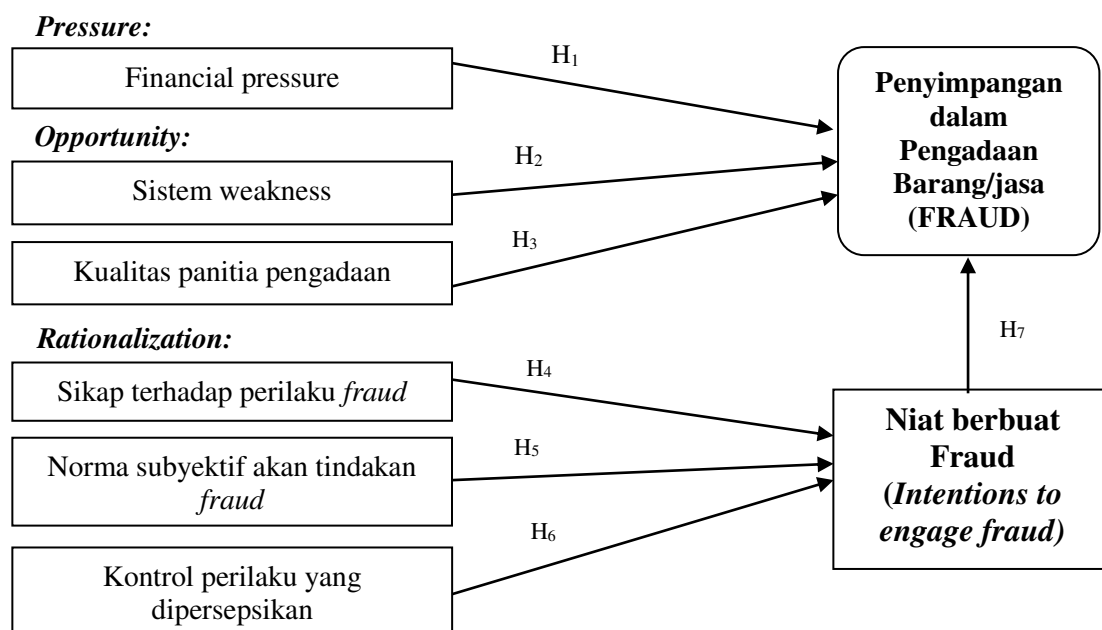 Pressure:
Financial pressure
H1
Opportunity:
Sistem weakness
H2
Kualitas panitia pengadaan
H3
Penyimpangan
dalam
Pengadaan
Barang/jasa
(FRAUD)
H7
Rationalization:
Sikap terhadap perilaku fraud
H4
Norma subyektif akan tindakan
fraud
H5
Kontrol perilaku yang
dipersepsikan
H6
Niat berbuat
Fraud
(Intentions to
engage fraud)